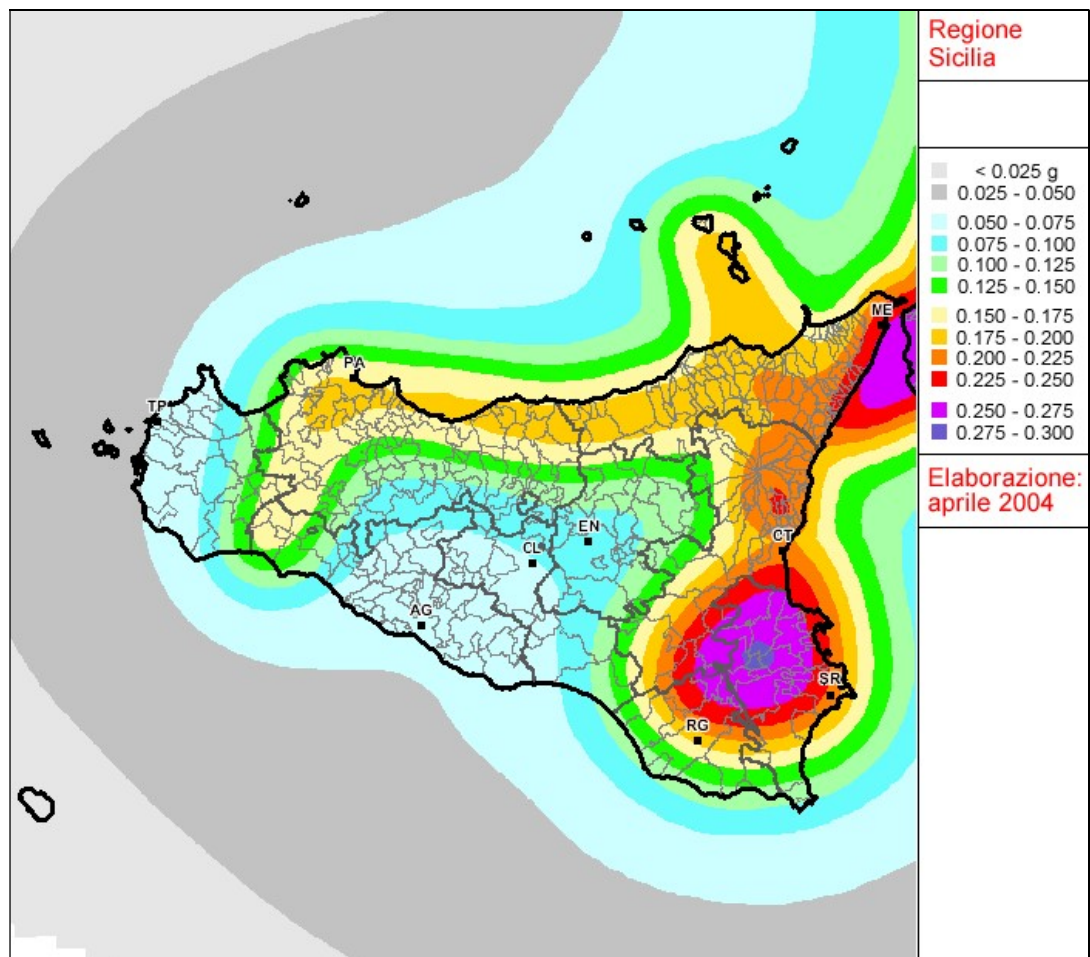 Regione
Sicilia
< 0.025 g
0.025 - 0.050
0.050 - 0.075
0.075 - 0.100
0.100 - 0.125
0.125 - 0.150
0.150 - 0.175
0.175 - 0.200
0.200 - 0.225
0.225 - 0.250
0.250 - 0.275
0.275 - 0.300
Elaborazione:
aprile 2004
ME
PA
TP
EN
CT
CL
AG
SR
RG